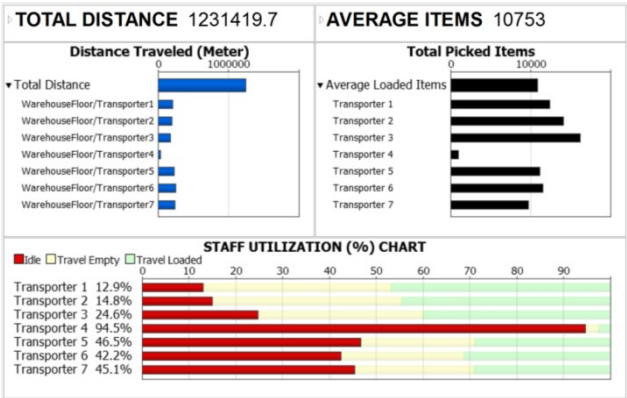 TOTAL DISTANCE 1231419.7
AVERAGE ITEMS 10753
Distance Traveled (Meter)
0 1000000
Total Distance
WarehouseFloor/Transporter1
WarehouseFloor/Transporter2
WarehouseFloor/Transporter3
WarehouseFloor/Transporter4
WarehouseFloor/Transporter5
WarehouseFloor/Transporter6
WarehouseFloor/Transporter7
Total Picked Items
0 10000
Average Loaded Items
Transporter 1
Transporter 2
Transporter 3
Transporter 4
Transporter 5
Transporter 6
Transporter 7
STAFF UTILIZATION (%) CHART
Idle Travel Empty Travel Loaded
0 10 20 30 40 50 60 70 80 90
Transporter 1 12.9%
Transporter 2 14.8%
Transporter 3 24.6%
Transporter 4 94.5%
Transporter 5 46.5%
Transporter 6 42.2%
Transporter 7 45.1%